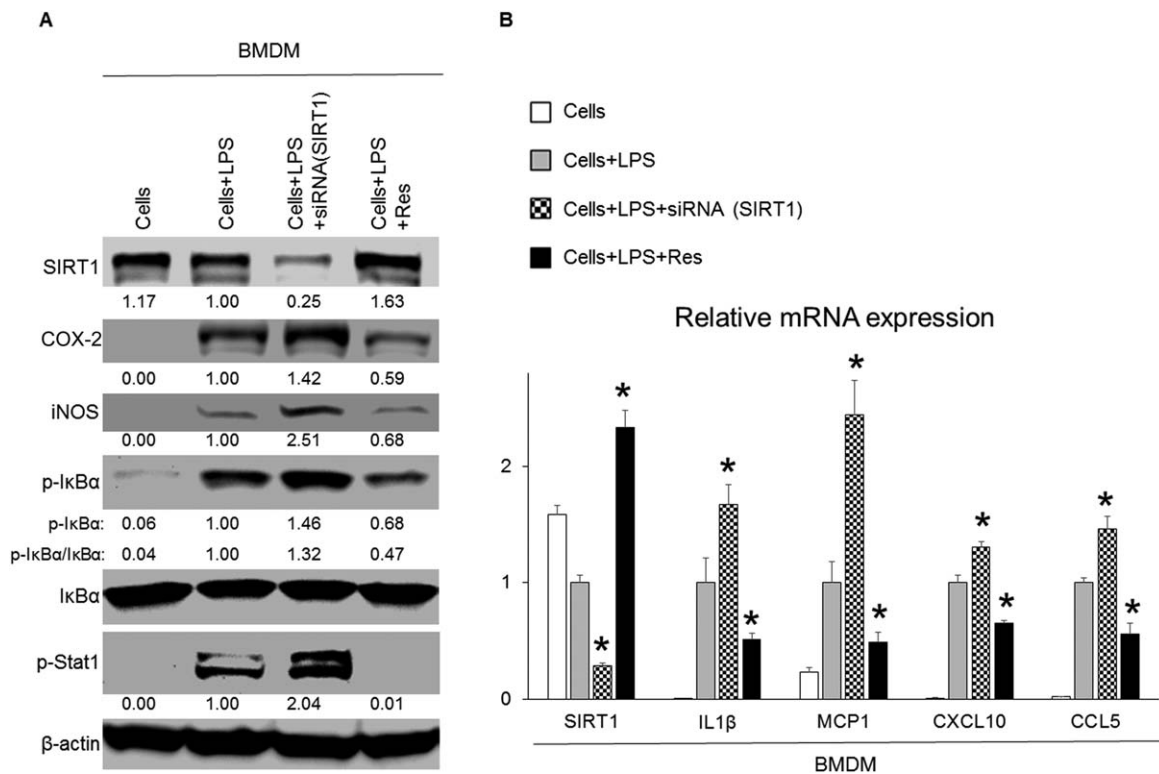 A
BMDM
Cells
Cells+LPS
Cells+LPS
+siRNA(SIRT1)
Cells+LPS
+Res
SIRT1
1.17 1.00 0.25 1.63
COX-2
0.00 1.00 1.42 0.59
iNOS
0.00 1.00 2.51 0.68
p-IκBα
p-IκBα: 0.06 1.00 1.46 0.68
p-IκBα/IκBα: 0.04 1.00 1.32 0.47
IκBα
p-Stat1
0.00 1.00 2.04 0.01
β-actin
B
Cells
Cells+LPS
Cells+LPS+siRNA (SIRT1)
Cells+LPS+Res
Relative mRNA expression
* * * * * * * * * *
2
1
0
SIRT1 IL1β MCP1 CXCL10 CCL5
BMDM